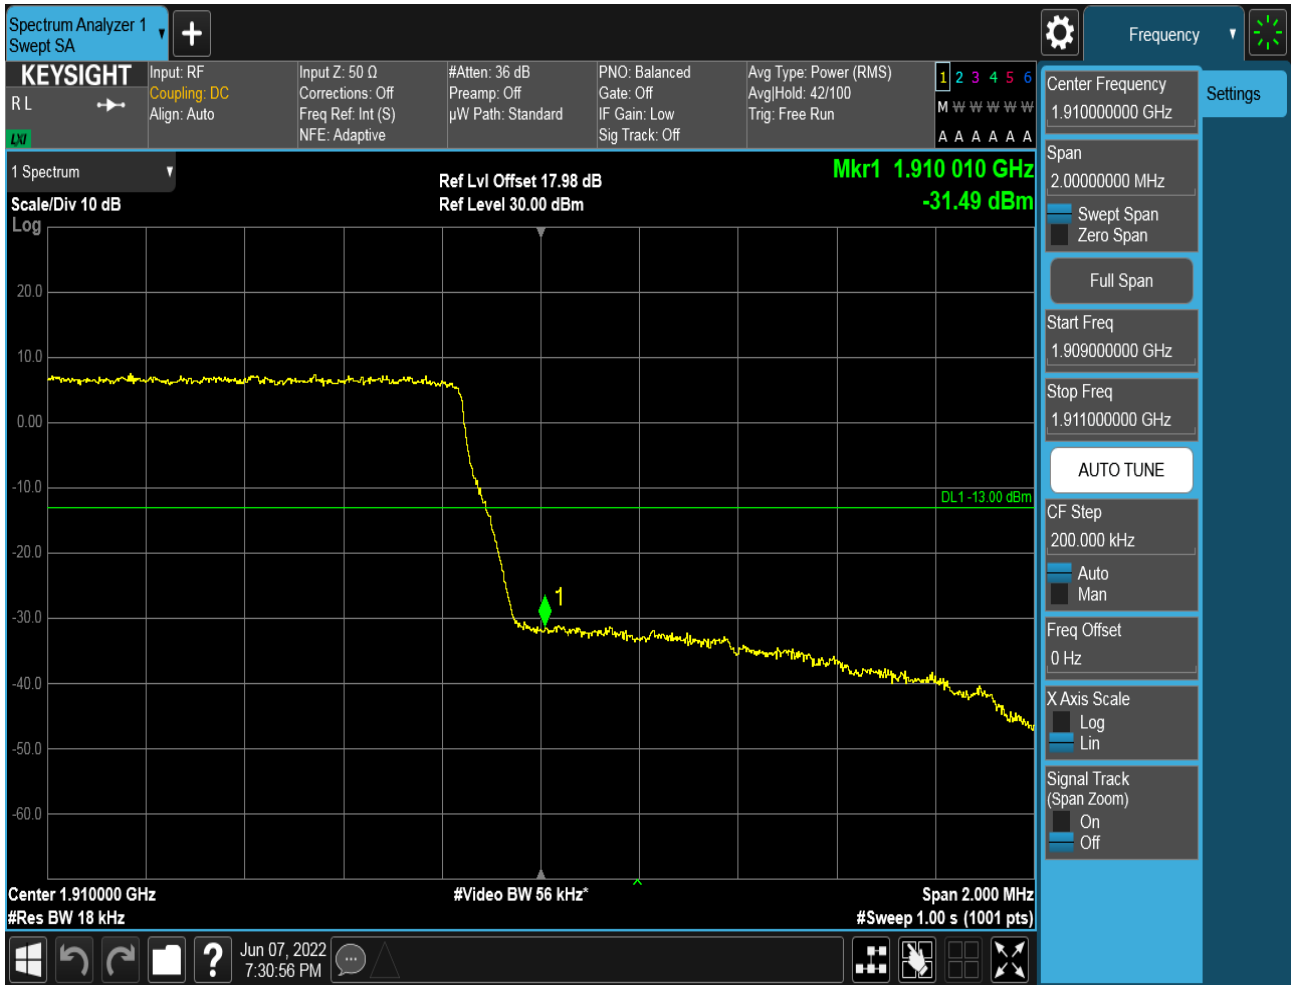 Spectrum Analyzer 1
Swept SA
+
Frequency
KEYSIGHT
R L
LXI
Input: RF
Coupling: DC
Align: Auto
Input Z: 50 Ω
Corrections: Off
Freq Ref: Int (S)
NFE: Adaptive
#Atten: 36 dB
Preamp: Off
µW Path: Standard
PNO: Balanced
Gate: Off
IF Gain: Low
Sig Track: Off
Avg Type: Power (RMS)
Avg|Hold: 42/100
Trig: Free Run
1 2 3 4 5 6
M W W W W W
A A A A A A
1 Spectrum
Scale/Div 10 dB
Log
Ref Lvl Offset 17.98 dB
Ref Level 30.00 dBm
Mkr1 1.910 010 GHz
-31.49 dBm
20.0
10.0
0.00
-10.0
-20.0
-30.0
-40.0
-50.0
-60.0
DL1 -13.00 dBm
1
Center 1.910000 GHz
#Res BW 18 kHz
#Video BW 56 kHz*
Span 2.000 MHz
#Sweep 1.00 s (1001 pts)
Settings
Center Frequency
1.910000000 GHz
Span
2.00000000 MHz
Swept Span
Zero Span
Full Span
Start Freq
1.909000000 GHz
Stop Freq
1.911000000 GHz
AUTO TUNE
CF Step
200.000 kHz
Auto
Man
Freq Offset
0 Hz
X Axis Scale
Log
Lin
Signal Track
(Span Zoom)
On
Off
?
Jun 07, 2022
7:30:56 PM